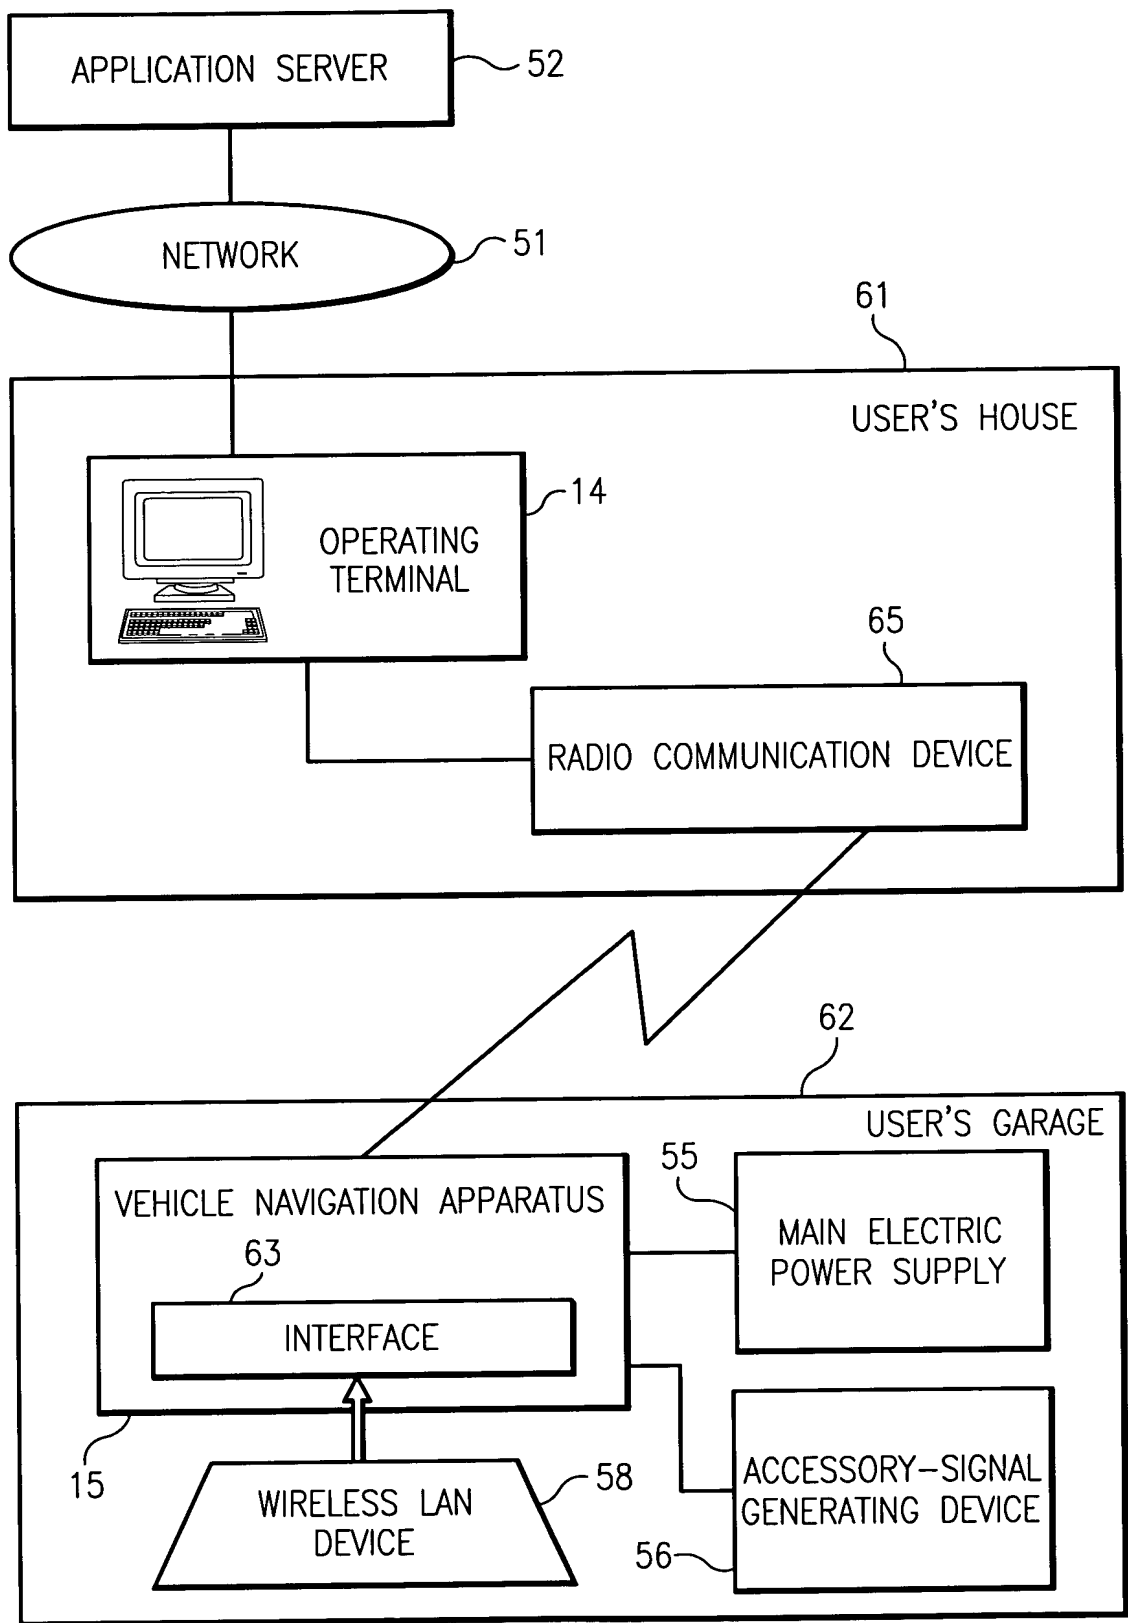 APPLICATION SERVER
52
NETWORK
51
61
USER'S HOUSE
14
OPERATING
TERMINAL
65
RADIO COMMUNICATION DEVICE
62
USER'S GARAGE
VEHICLE NAVIGATION APPARATUS
55
MAIN ELECTRIC
POWER SUPPLY
63
INTERFACE
15
WIRELESS LAN
DEVICE
58
ACCESSORY-SIGNAL
GENERATING DEVICE
56